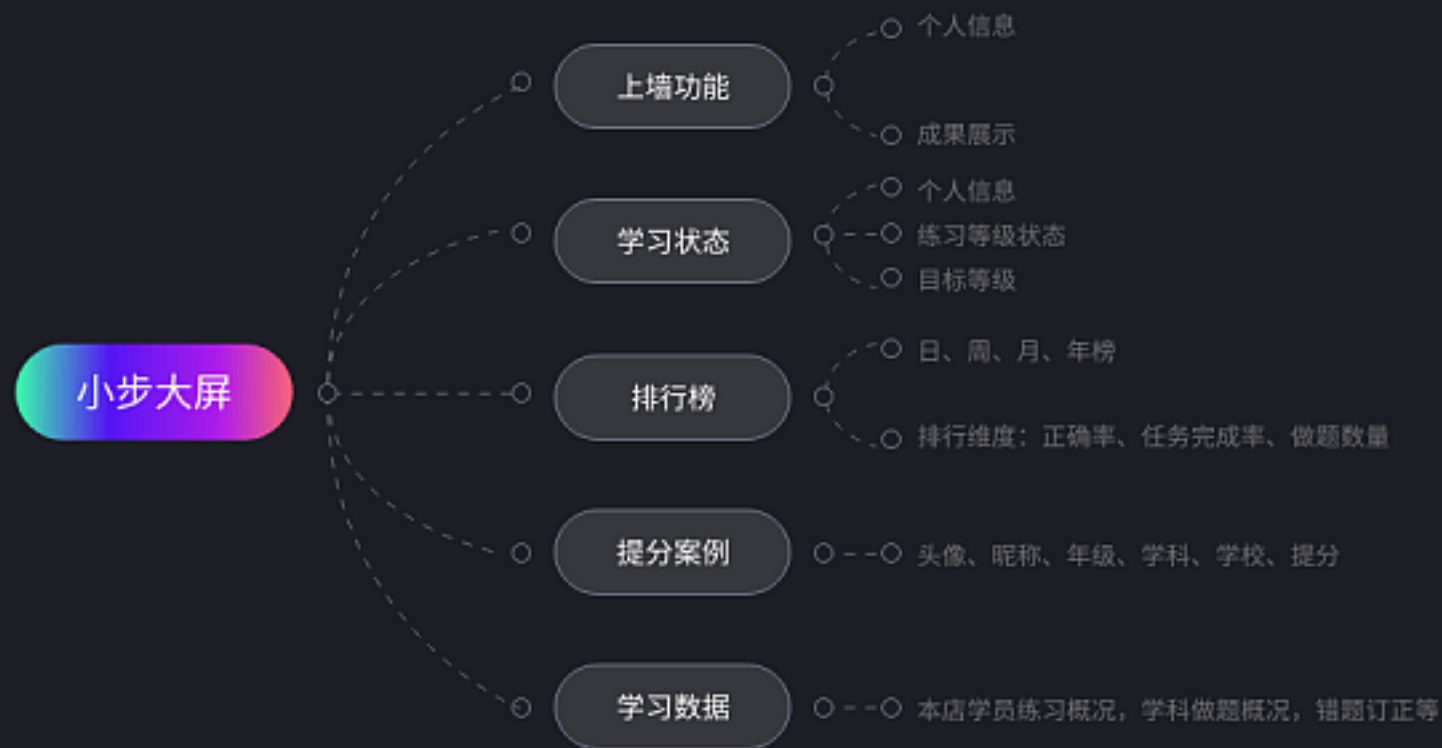 小步大屏
上墙功能
个人信息
成果展示
学习状态
个人信息
练习等级状态
目标等级
排行榜
日、周、月、年榜
排行维度：正确率、任务完成率、做题数量
提分案例
头像、昵称、年级、学科、学校、提分
学习数据
本店学员练习概况，学科做题概况，错题订正等